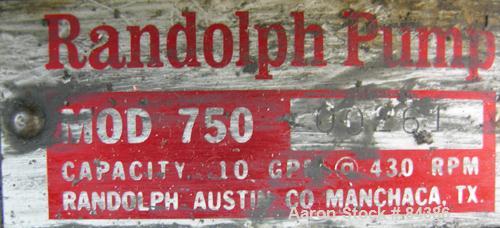 Randolph Pump
MOD 750
CAPACITY 10 GPM @ 430 RPM
RANDOLPH AUSTIN CO MANCHACA, TX.
Aaron Stock # 84386